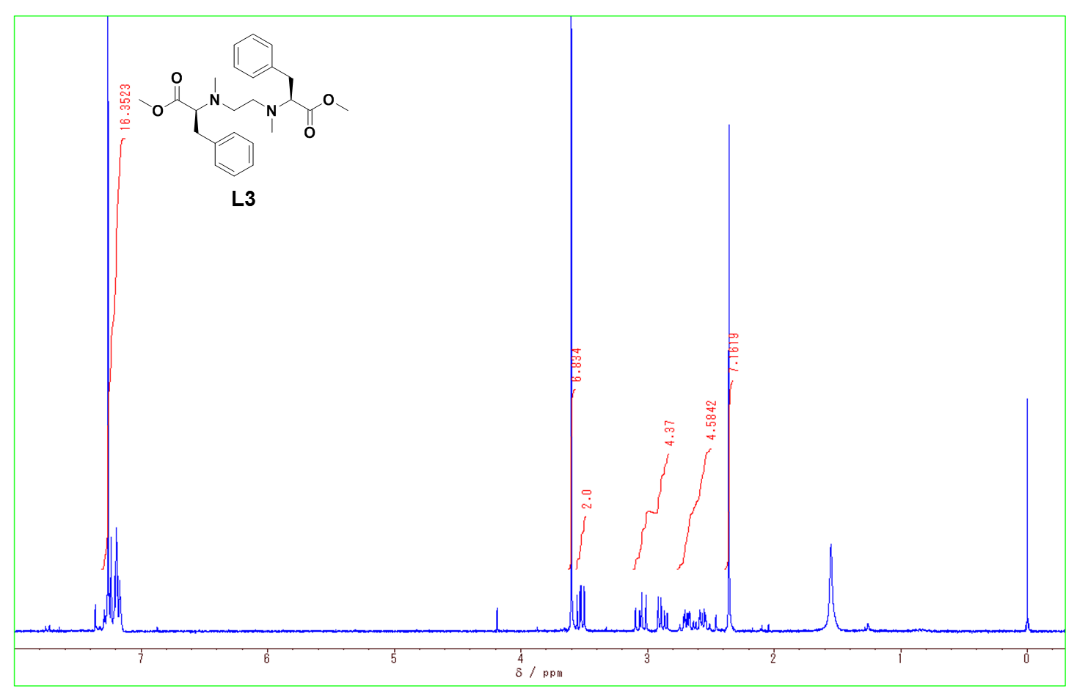 O
O
N
N
O
O
L3
16.3523
6.834
2.0
4.37
4.5842
7.1619
7 6 5 4 3 2 1 0
δ / ppm